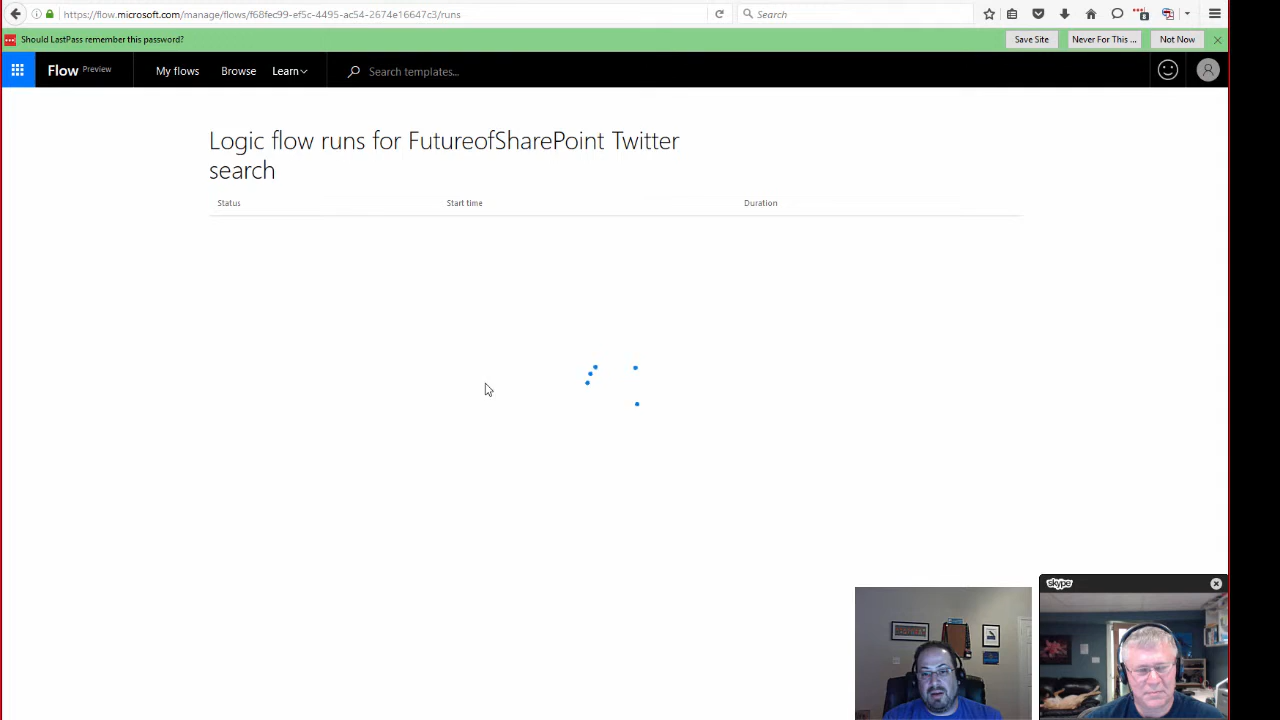 https://flow.microsoft.com/manage/flows/f68fec99-ef5c-4495-ac54-2674e16647c3/runs
Search
Should LastPass remember this password?
Save Site
Never For This ...
Not Now
Flow Preview
My flows
Browse
Learn
Search templates...
Logic flow runs for FutureofSharePoint Twitter
search
Status
Start time
Duration
skype